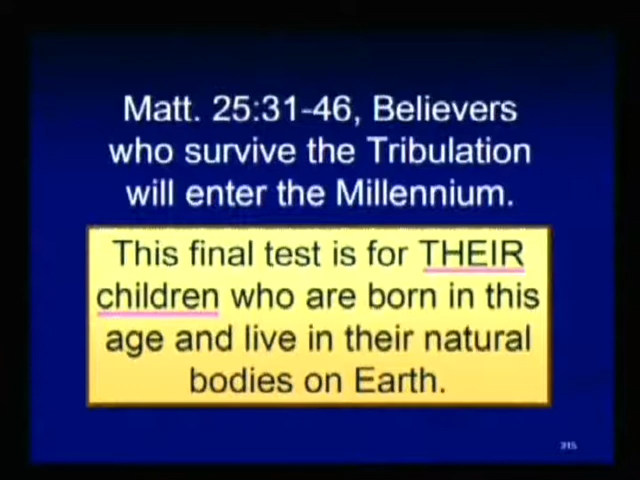 Matt. 25:31-46, Believers
who survive the Tribulation
will enter the Millennium.
This final test is for THEIR
children who are born in this
age and live in their natural
bodies on Earth.
315